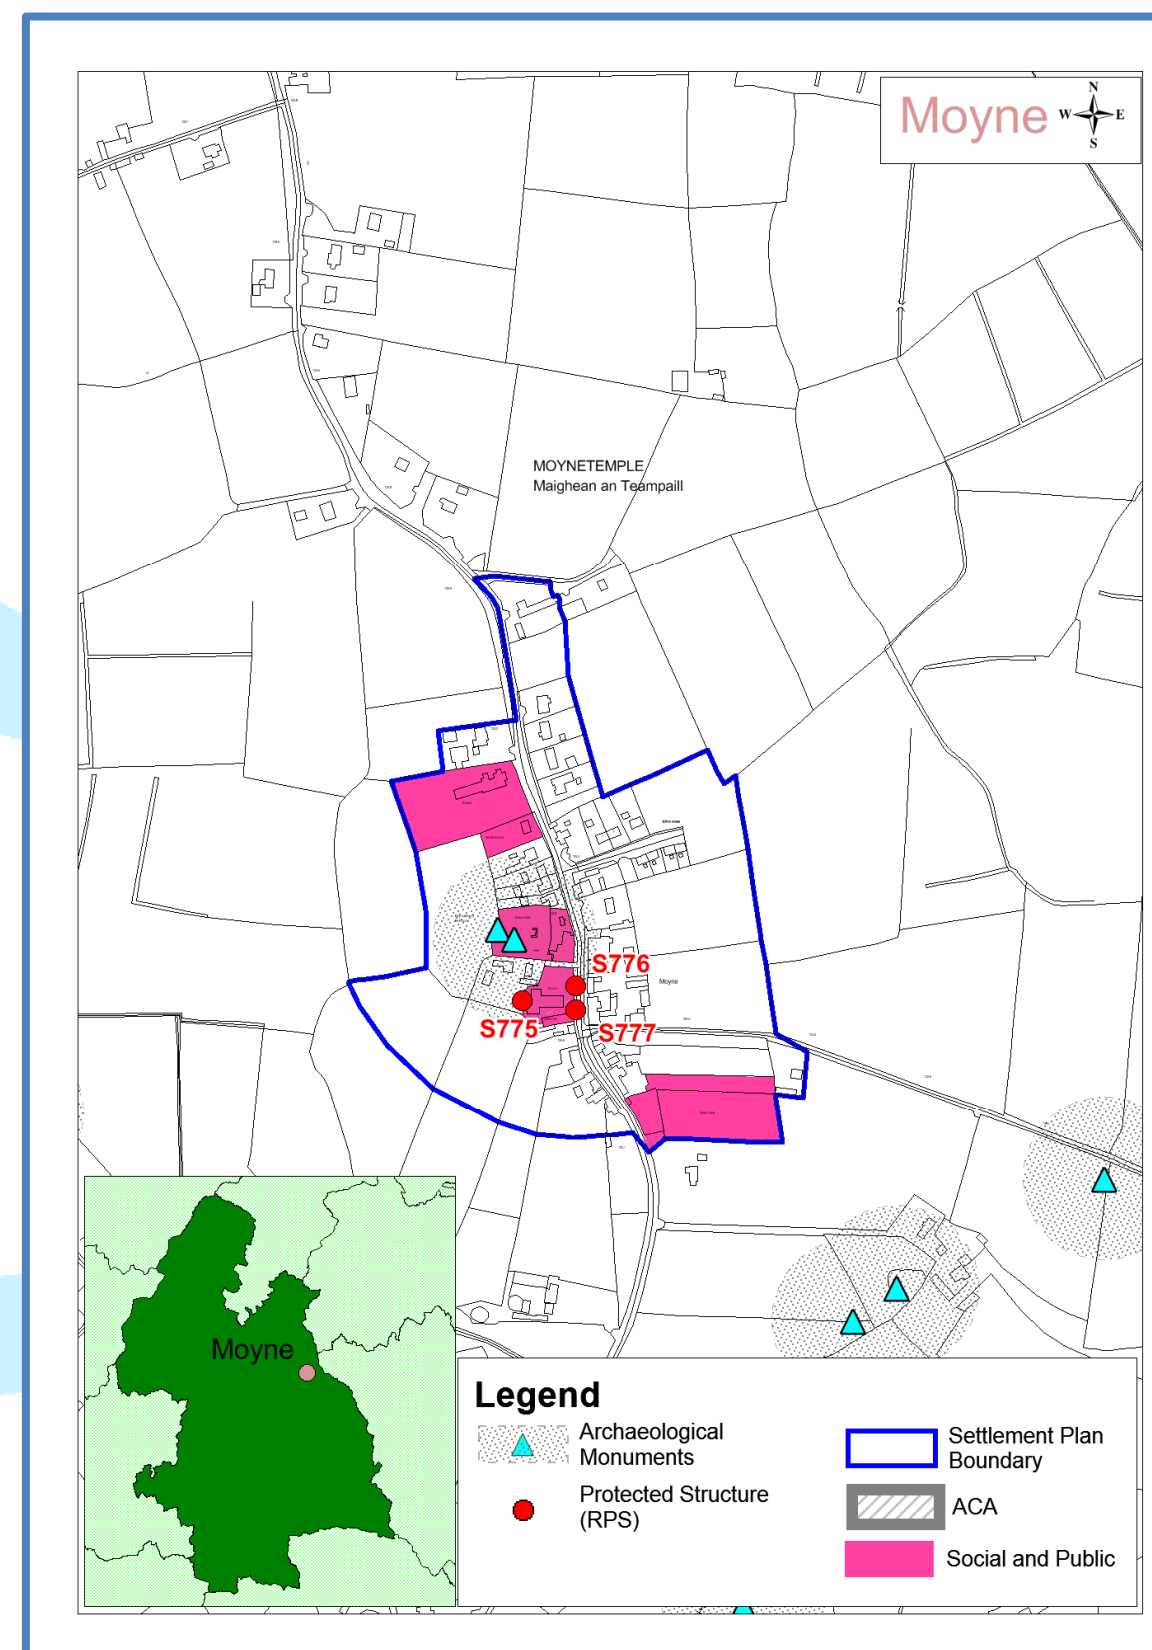 Moyne
N
W E
S
MOYNETEMPLE
Maighean an Teampaill
S776
Moyne
S775
S777
Moyne
Legend
Archaeological
Monuments
Protected Structure
(RPS)
Settlement Plan
Boundary
ACA
Social and Public